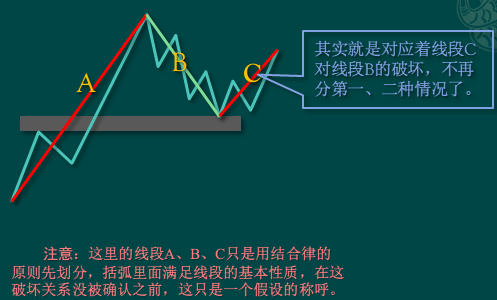 A
B
C
其实就是对应着线段C
对线段B的破坏，不再
分第一、二种情况了。
注意：这里的线段A、B、C只是用结合律的
原则先划分，括弧里面满足线段的基本性质，在这
破坏关系没被确认之前，这只是一个假设的称呼。